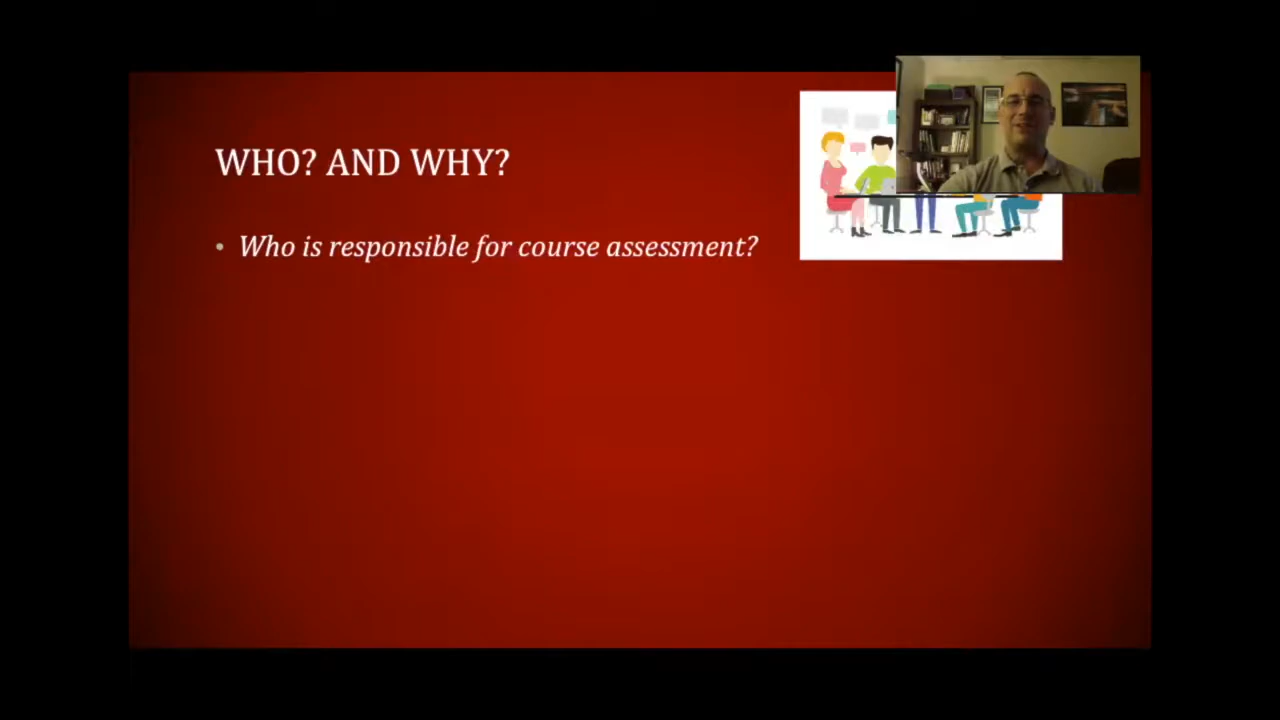 WHO? AND WHY?
• Who is responsible for course assessment?